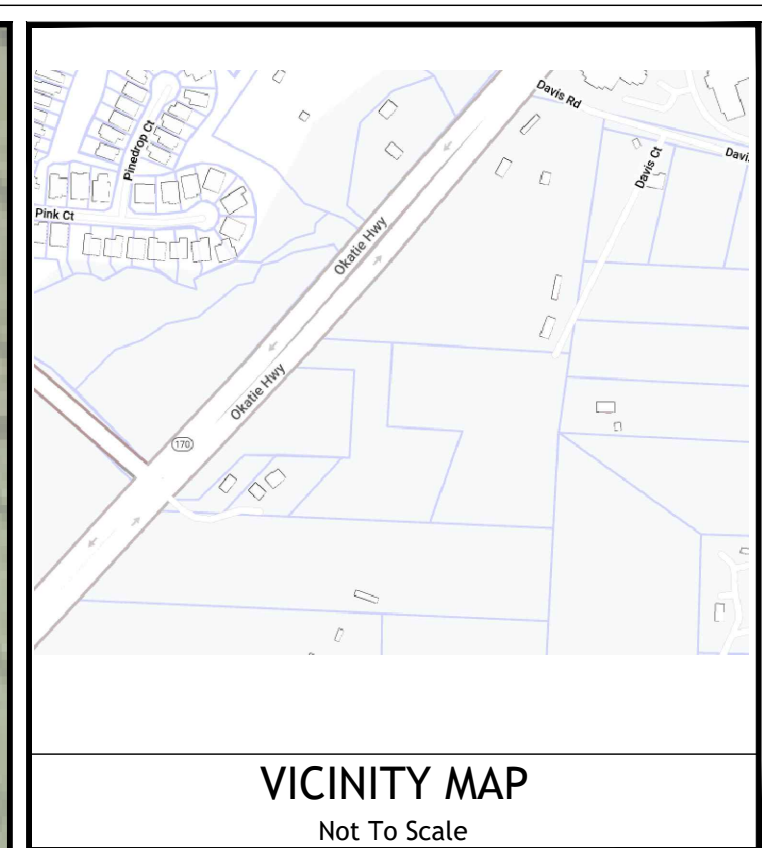 Davis Rd
Pinedrop Ct
Davis Ct
Davi
Pink Ct
Okatie Hwy
Okatie Hwy
170
VICINITY MAP
Not To Scale